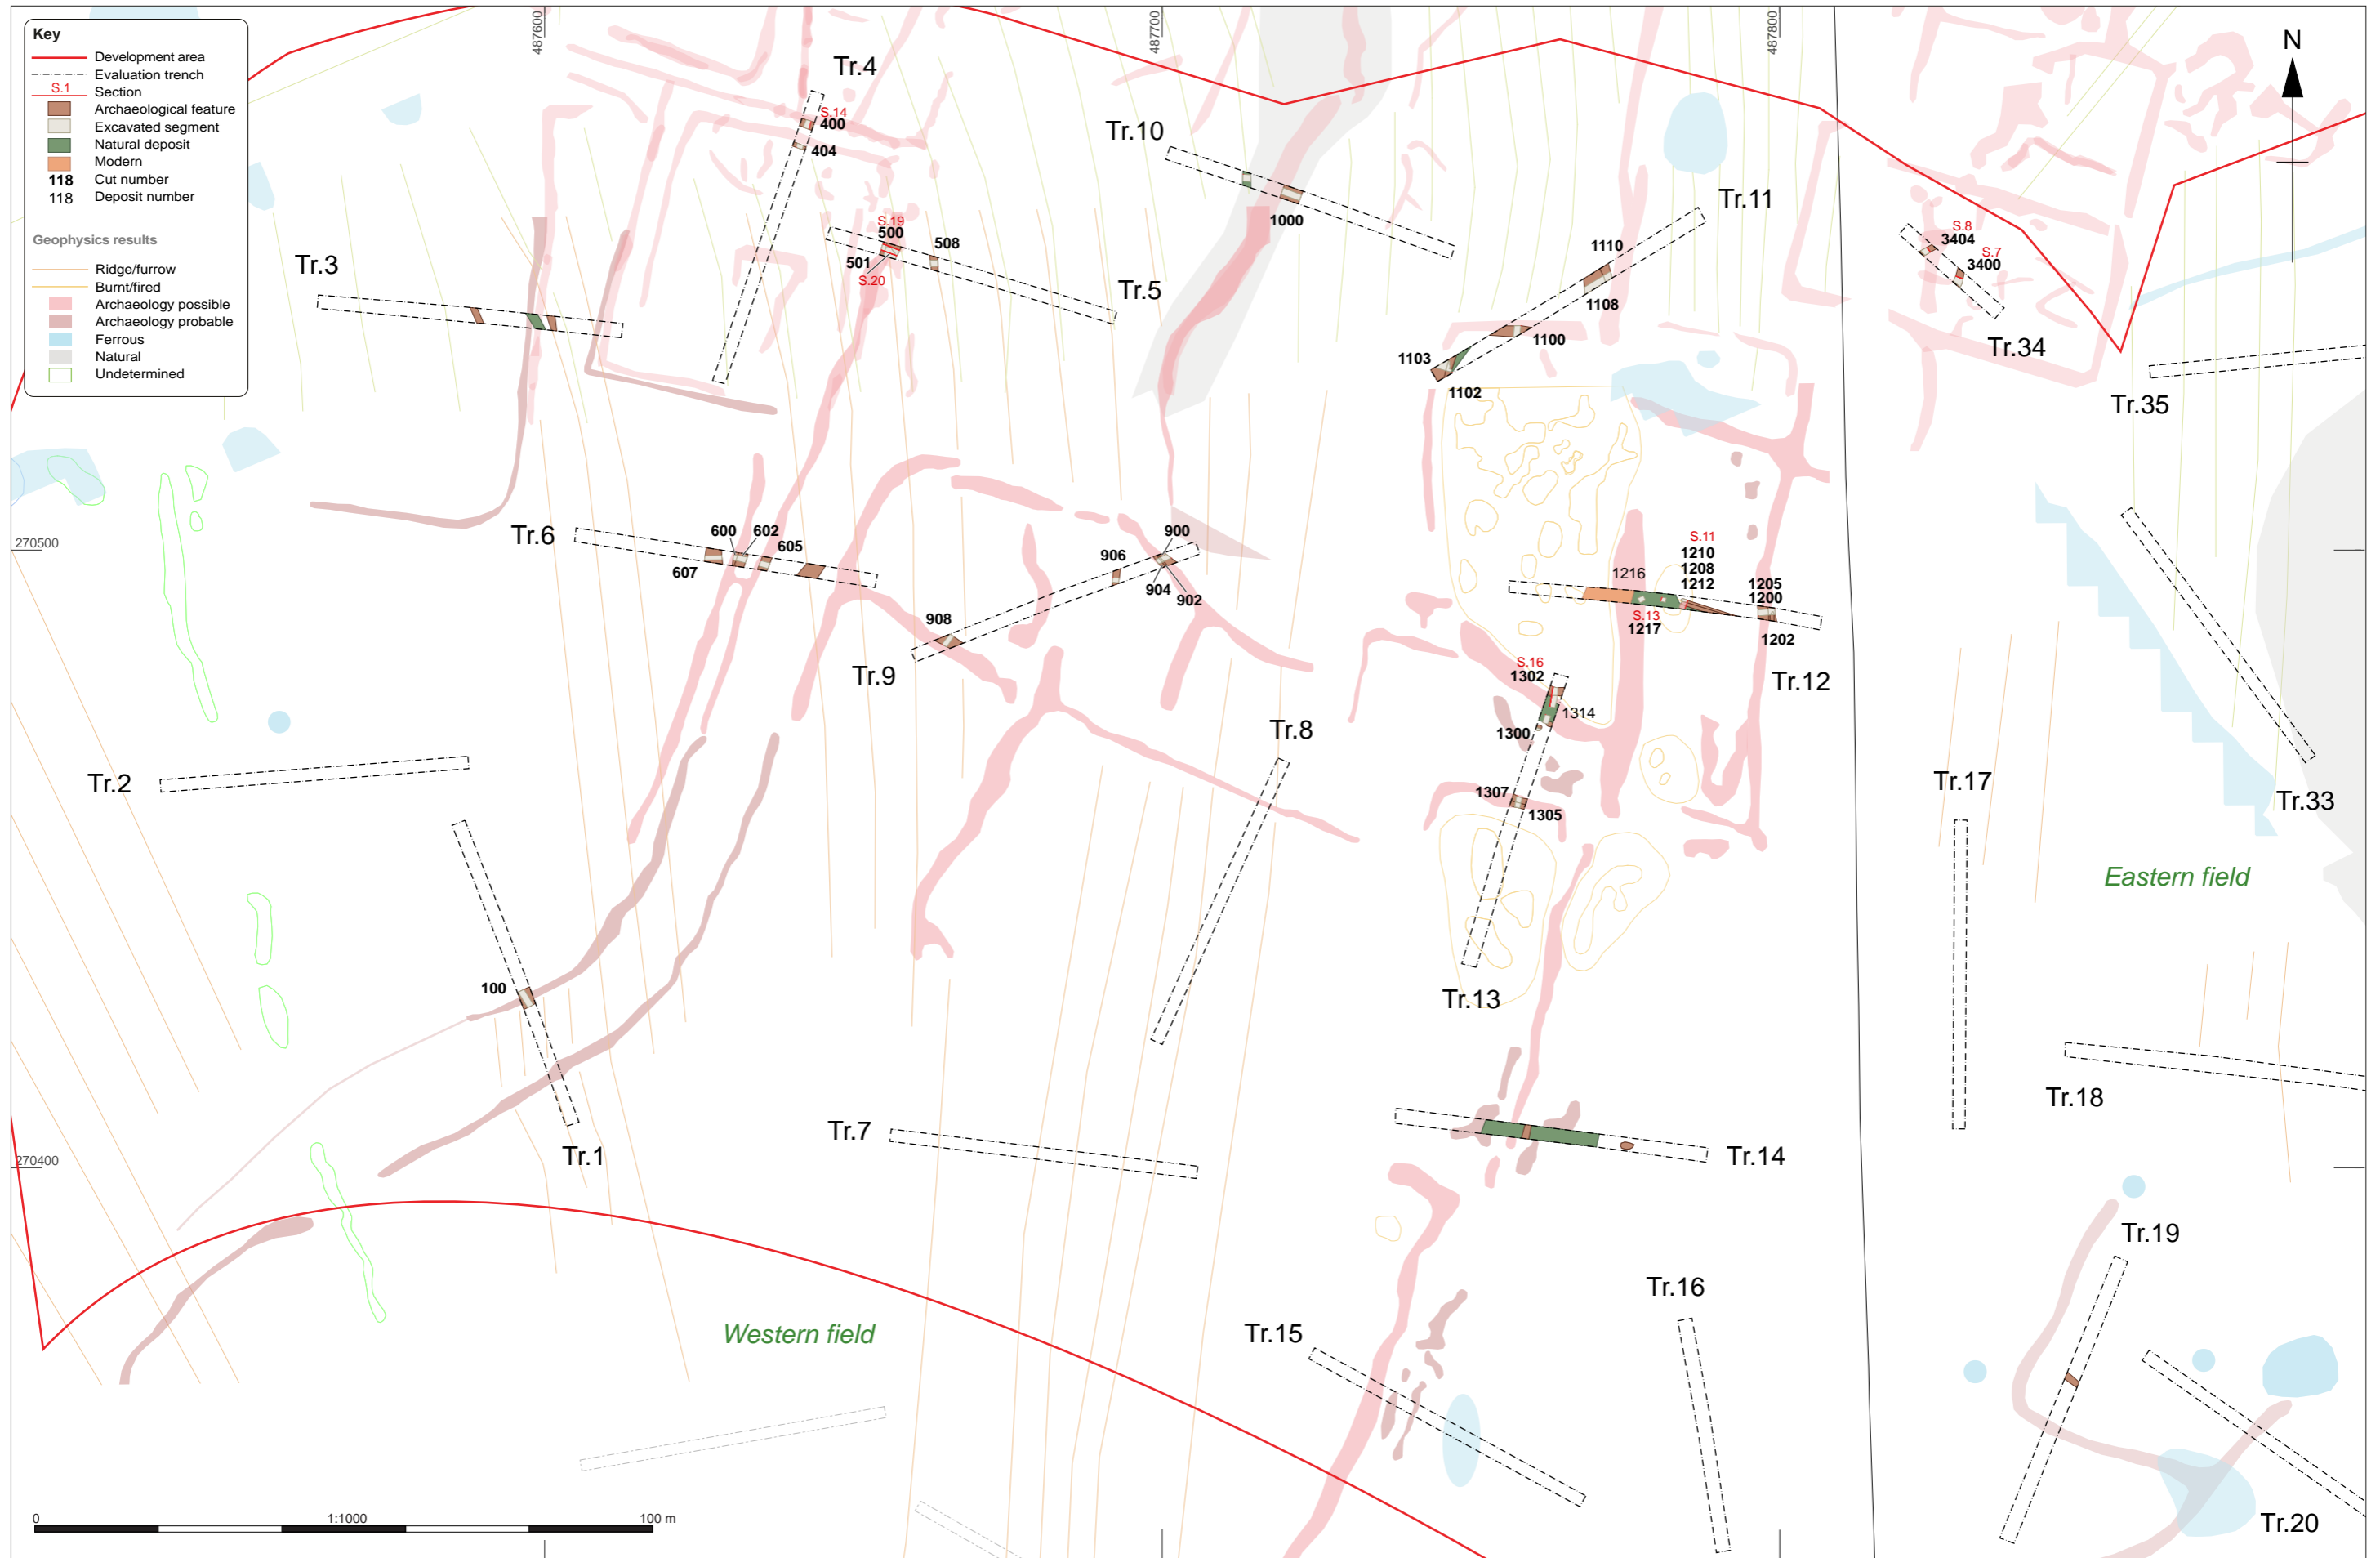 Key
Development area
Evaluation trench
S.1 Section
Archaeological feature
Excavated segment
Natural deposit
Modern
118 Cut number
118 Deposit number
Geophysics results
Ridge/furrow
Burnt/fired
Archaeology possible
Archaeology probable
Ferrous
Natural
Undetermined
487600
487700
487800
N
Tr.4
S.14
400
404
Tr.10
1000
Tr.11
1110
1108
1100
1103
1102
S.19
500
508
501
S.20
Tr.5
Tr.3
S.8
3404
S.7
3400
Tr.34
Tr.35
270500
Tr.6
600
602
605
607
906
900
904
902
908
Tr.9
S.11
1210
1208
1212
1216
S.13
1217
1205
1200
1202
Tr.12
S.16
1302
1314
1300
1307
1305
Tr.13
Tr.8
Tr.2
Tr.17
Tr.33
Eastern field
100
Tr.1
Tr.7
Tr.14
Tr.18
270400
Tr.19
Tr.16
Tr.15
Western field
Tr.20
0 1:1000 100 m